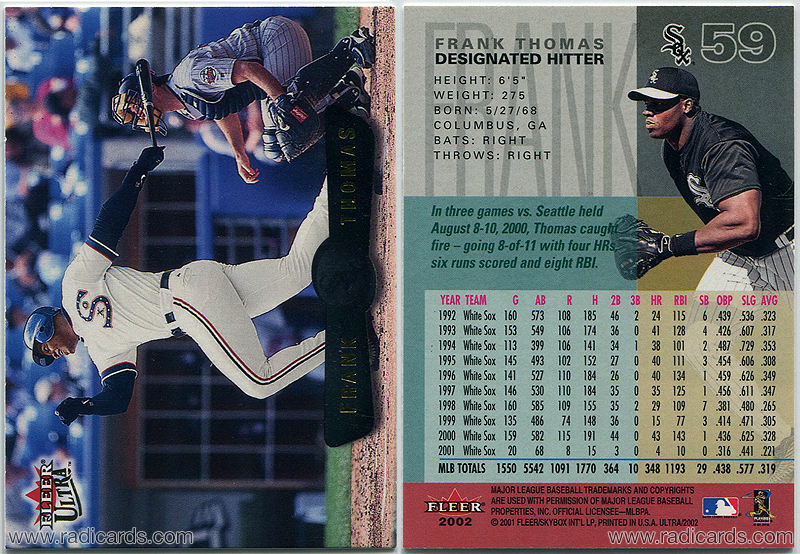 FRANK THOMAS
FLEER
ULTRA
www.radicards.com
FRANK
FRANK THOMAS
DESIGNATED HITTER
Sox 59
HEIGHT: 6'5"
WEIGHT: 275
BORN: 5/27/68
COLUMBUS, GA
BATS: RIGHT
THROWS: RIGHT
In three games vs. Seattle held
August 8-10, 2000, Thomas caught
fire – going 8-of-11 with four HRs,
six runs scored and eight RBI.
YEAR TEAM G AB R H 2B 3B HR RBI SB OBP SLG AVG
1992 White Sox 160 573 108 185 46 2 24 115 6 .439 .536 .323
1993 White Sox 153 549 106 174 36 0 41 128 4 .426 .607 .317
1994 White Sox 113 399 106 141 34 1 38 101 2 .487 .729 .353
1995 White Sox 145 493 102 152 27 0 40 111 3 .454 .606 .308
1996 White Sox 141 527 110 184 26 0 40 134 1 .459 .626 .349
1997 White Sox 146 530 110 184 35 0 35 125 1 .456 .611 .347
1998 White Sox 160 585 109 155 35 2 29 109 7 .381 .480 .265
1999 White Sox 135 486 74 148 36 0 15 77 3 .414 .471 .305
2000 White Sox 159 582 115 191 44 0 43 143 1 .436 .625 .328
2001 White Sox 20 68 8 15 3 0 4 10 0 .316 .441 .221
MLB TOTALS 1550 5542 1091 1770 364 10 348 1193 29 .438 .577 .319
FLEER
2002
MAJOR LEAGUE BASEBALL TRADEMARKS AND COPYRIGHTS
ARE USED WITH PERMISSION OF MAJOR LEAGUE BASEBALL
PROPERTIES, INC. OFFICIAL LICENSEE—MLBPA.
© 2001 FLEER/SKYBOX INT'L LP, PRINTED IN U.S.A. ULTRA/2002
www.radicards.com